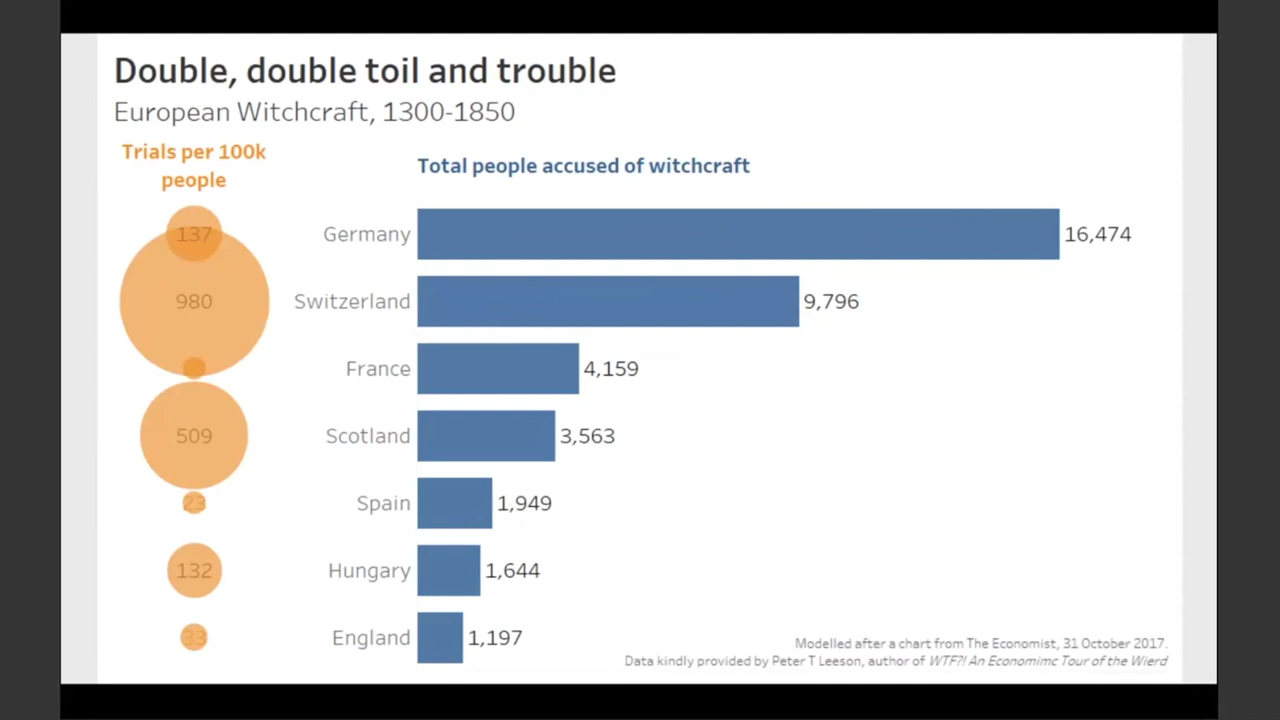 Double, double toil and trouble
European Witchcraft, 1300-1850
Trials per 100k
people
Total people accused of witchcraft
137 Germany 16,474
980 Switzerland 9,796
France 4,159
509 Scotland 3,563
23 Spain 1,949
132 Hungary 1,644
33 England 1,197
Modelled after a chart from The Economist, 31 October 2017.
Data kindly provided by Peter T Leeson, author of WTF?! An Economimc Tour of the Wierd